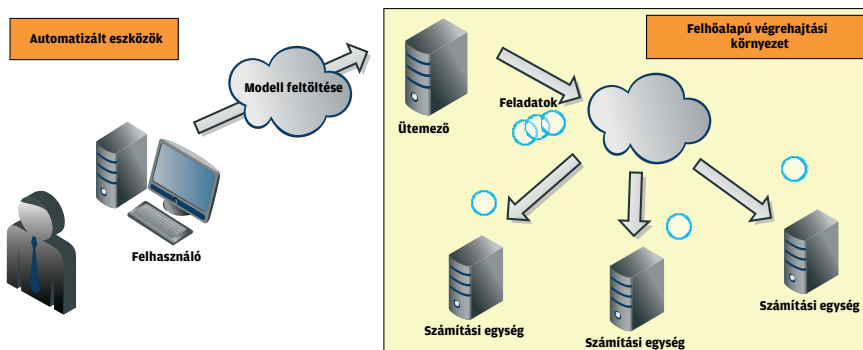 Automatizált eszközök
Modell feltöltése
Felhasználó
Felhőalapú végrehajtási
környezet
Ütemező
Feladatok
Számítási egység
Számítási egység
Számítási egység